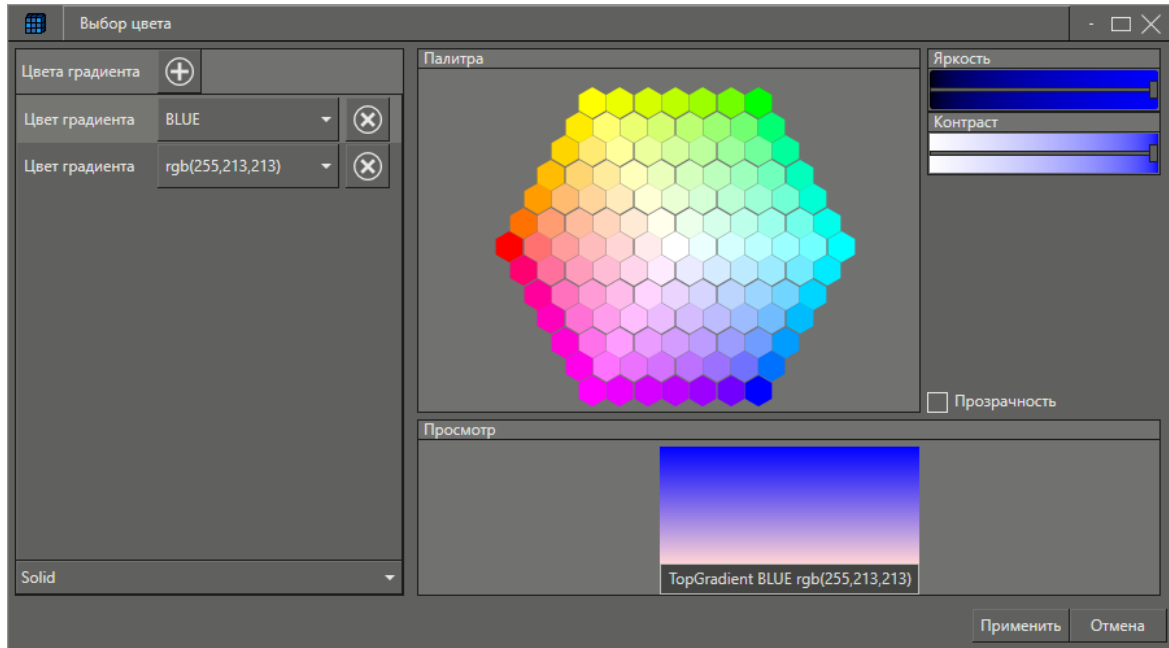 Выбор цвета
Цвета градиента
Цвет градиента BLUE
Цвет градиента rgb(255,213,213)
Solid
Палитра
Яркость
Контраст
Прозрачность
Просмотр
TopGradient BLUE rgb(255,213,213)
Применить Отмена